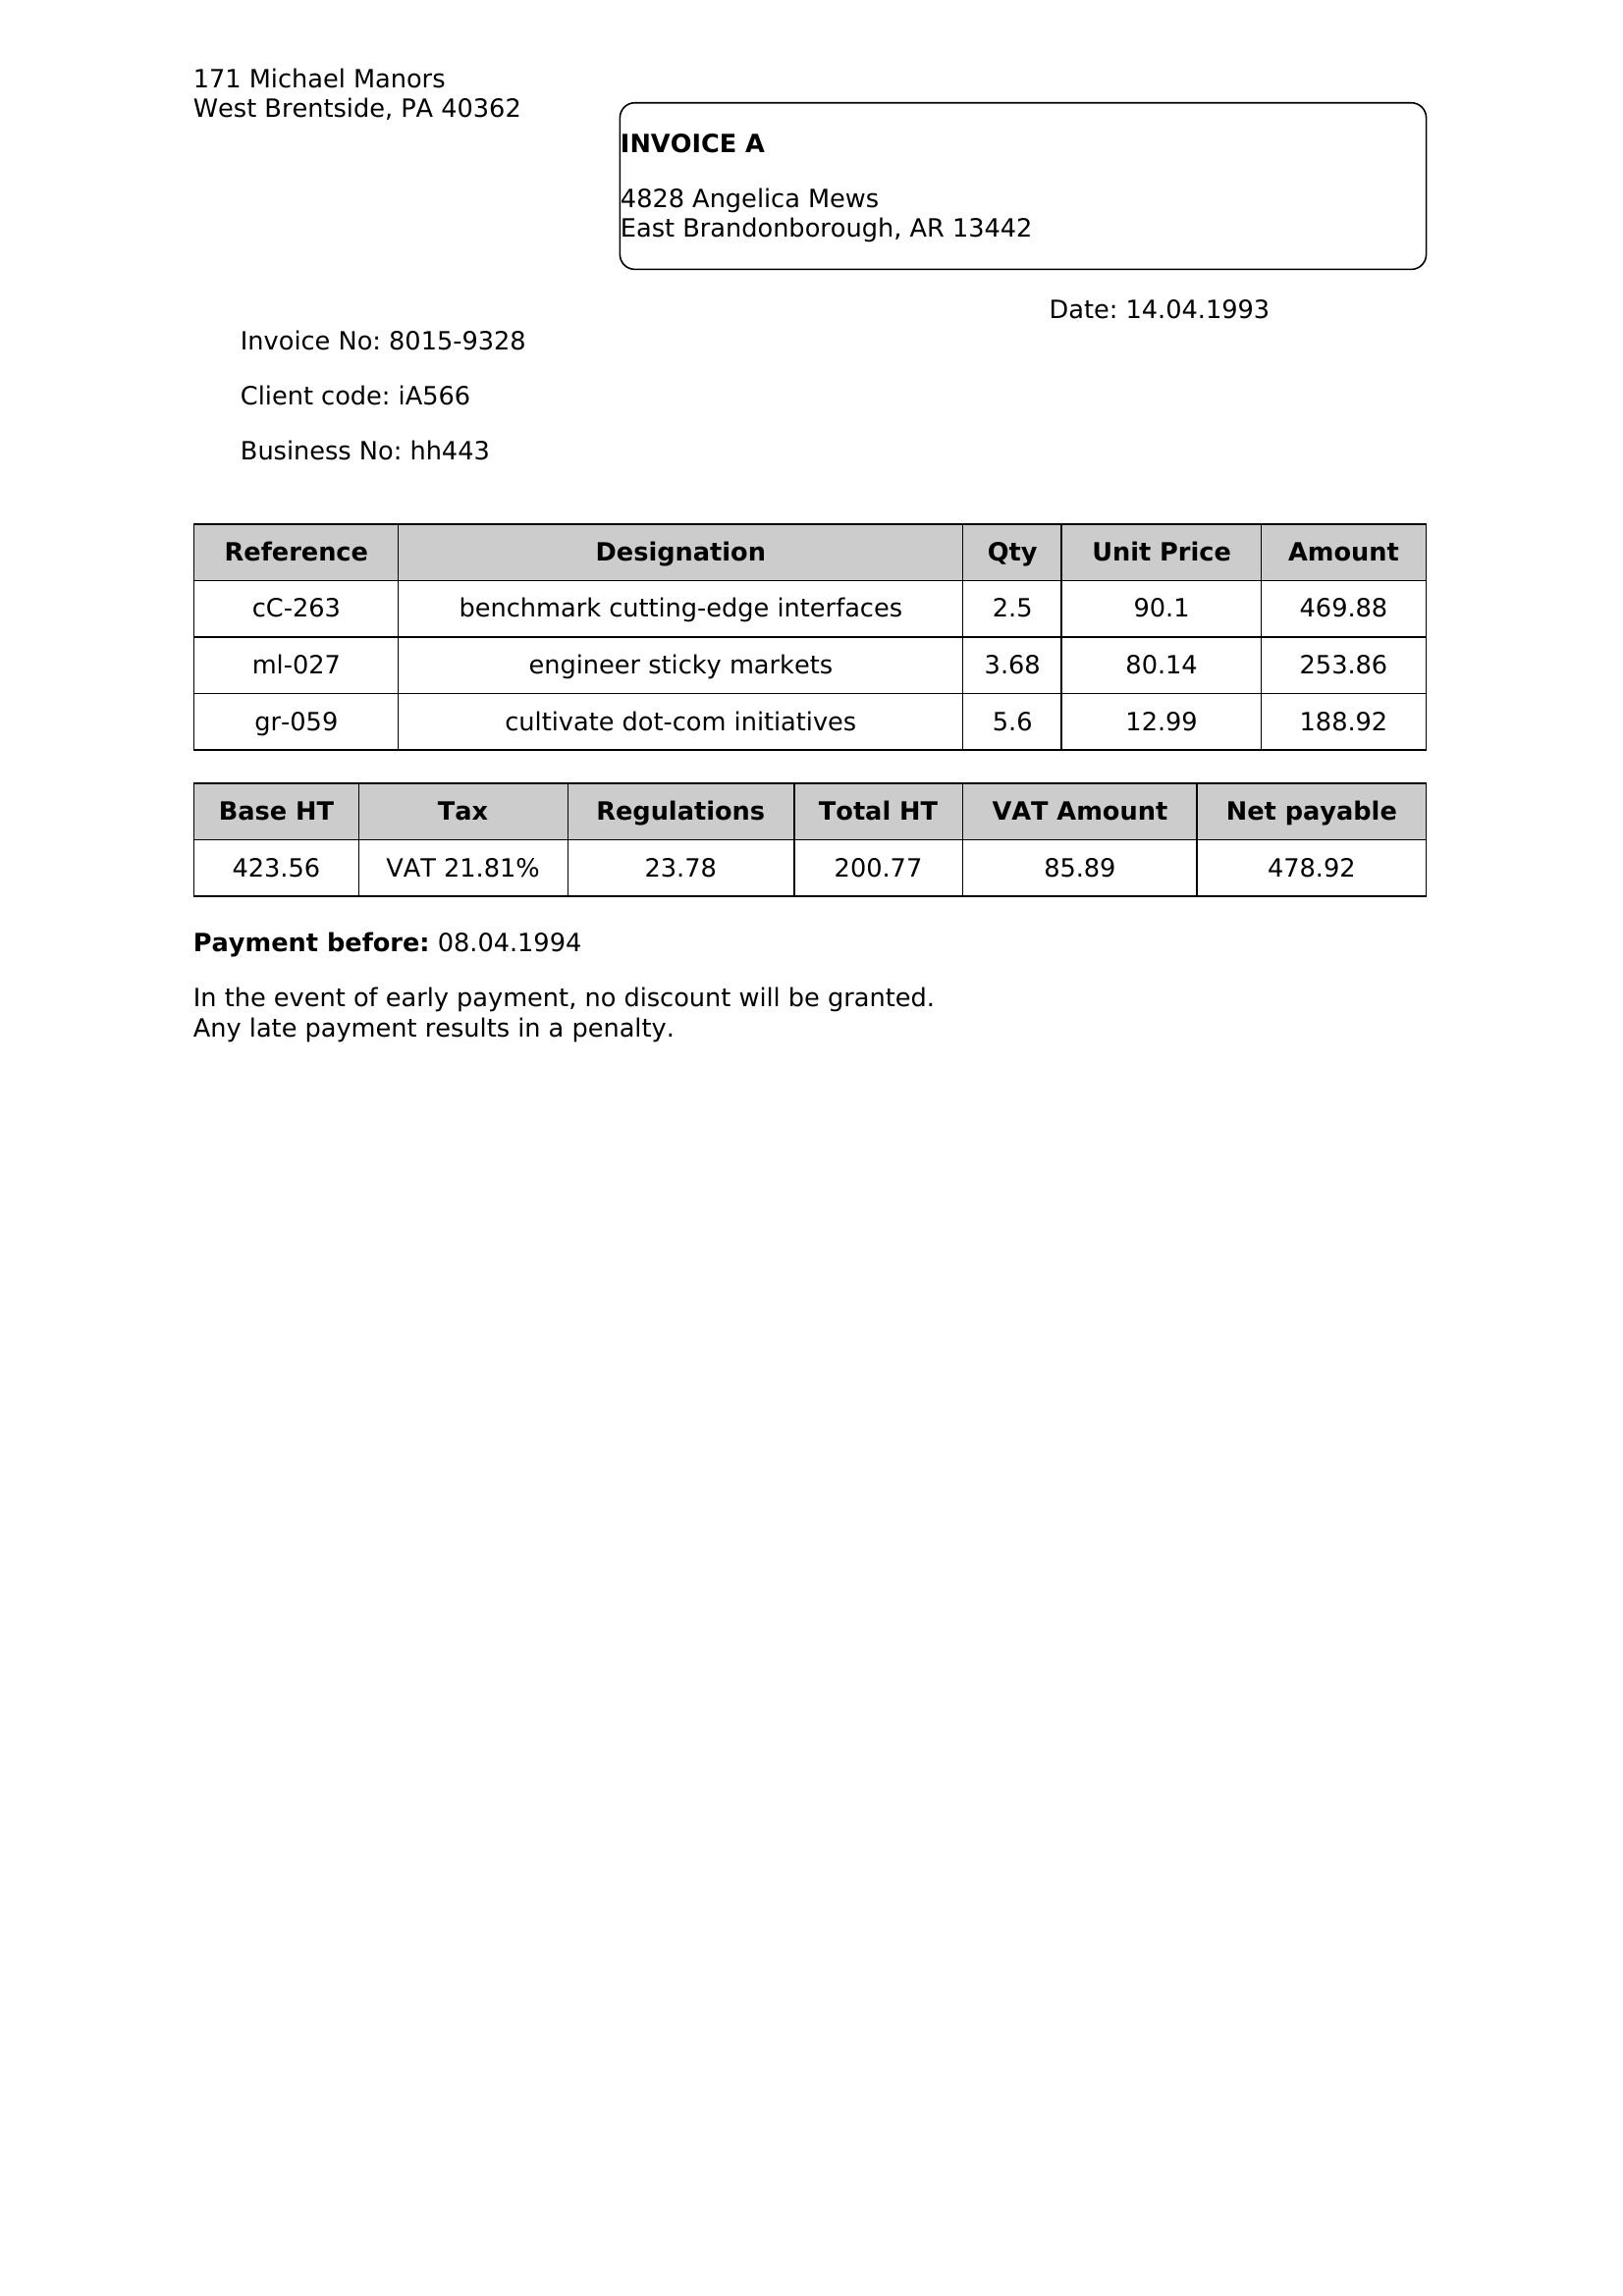 171 Michael Manors
West Brentside, PA 40362
INVOICE A
4828 Angelica Mews
East Brandonborough, AR 13442
Date: 14.04.1993
Invoice No: 8015-9328
Client code: iA566
Business No: hh443
Reference Designation Qty Unit Price Amount
cC-263 benchmark cutting-edge interfaces 2.5 90.1 469.88
ml-027 engineer sticky markets 3.68 80.14 253.86
gr-059 cultivate dot-com initiatives 5.6 12.99 188.92
Base HT Tax Regulations Total HT VAT Amount Net payable
423.56 VAT 21.81% 23.78 200.77 85.89 478.92
Payment before: 08.04.1994
In the event of early payment, no discount will be granted.
Any late payment results in a penalty.